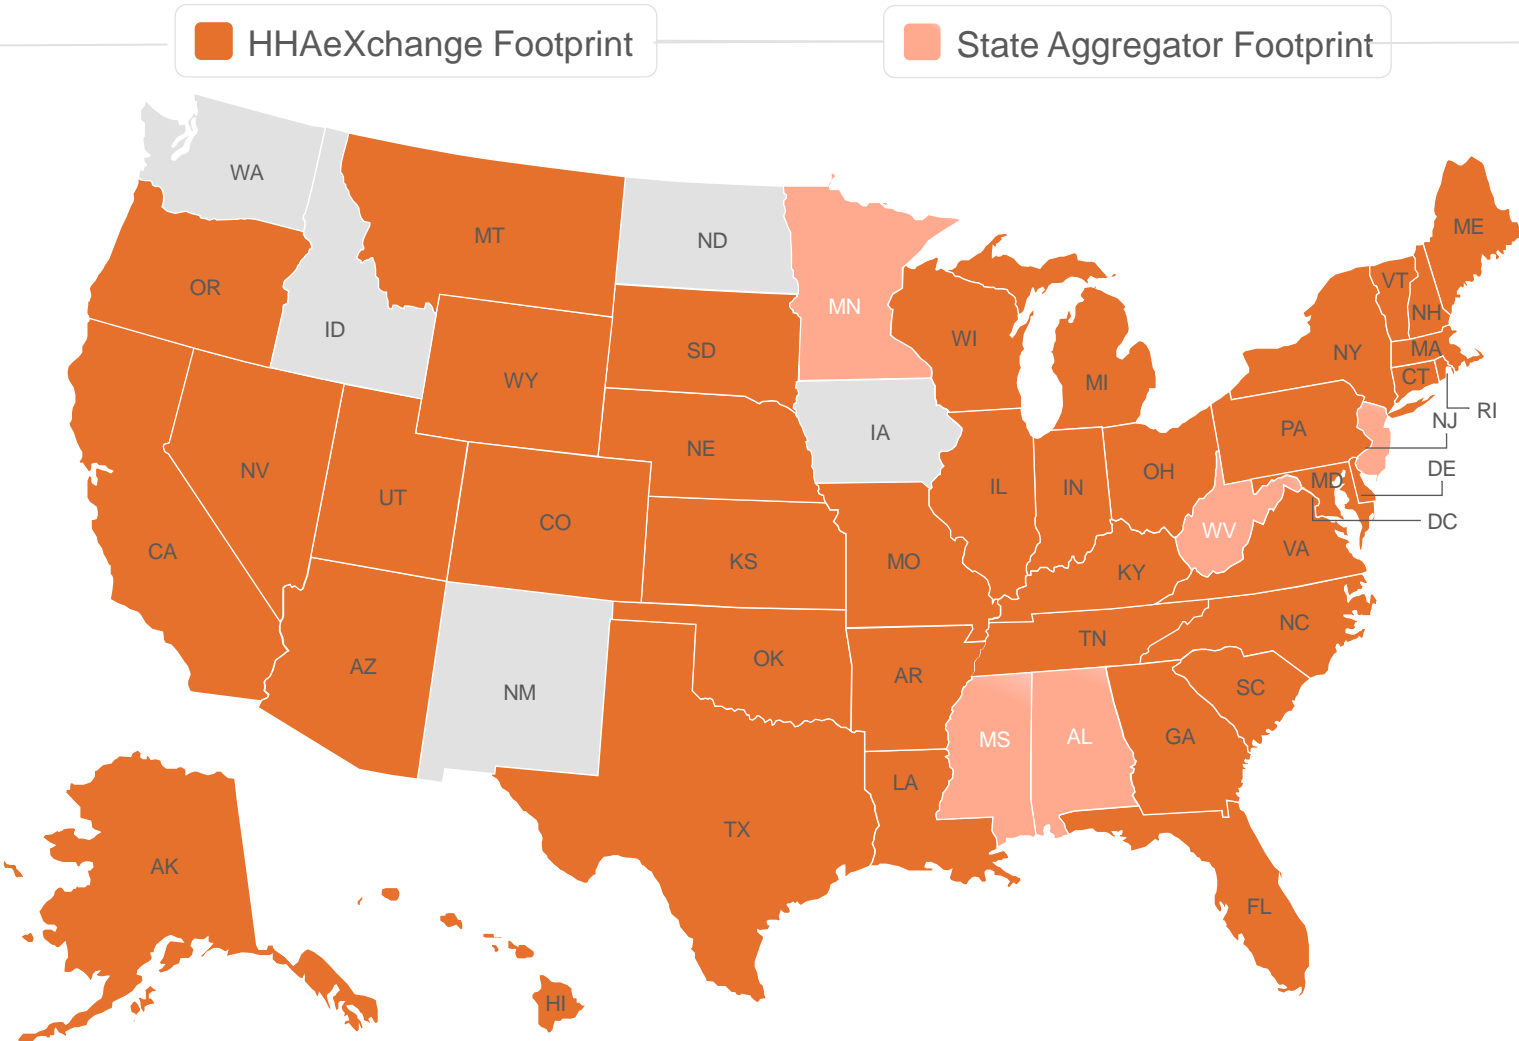 HHAeXchange Footprint
State Aggregator Footprint
WA
MT
ND
MN
ME
OR
ID
SD
WY
WI
MI
VT
NH
NY
MA
CT
RI
NJ
PA
DE
DC
MD
NV
UT
CO
NE
IA
IL
IN
OH
WV
VA
CA
KS
MO
KY
NC
TN
AZ
NM
OK
AR
SC
MS
AL
GA
LA
TX
FL
AK
HI